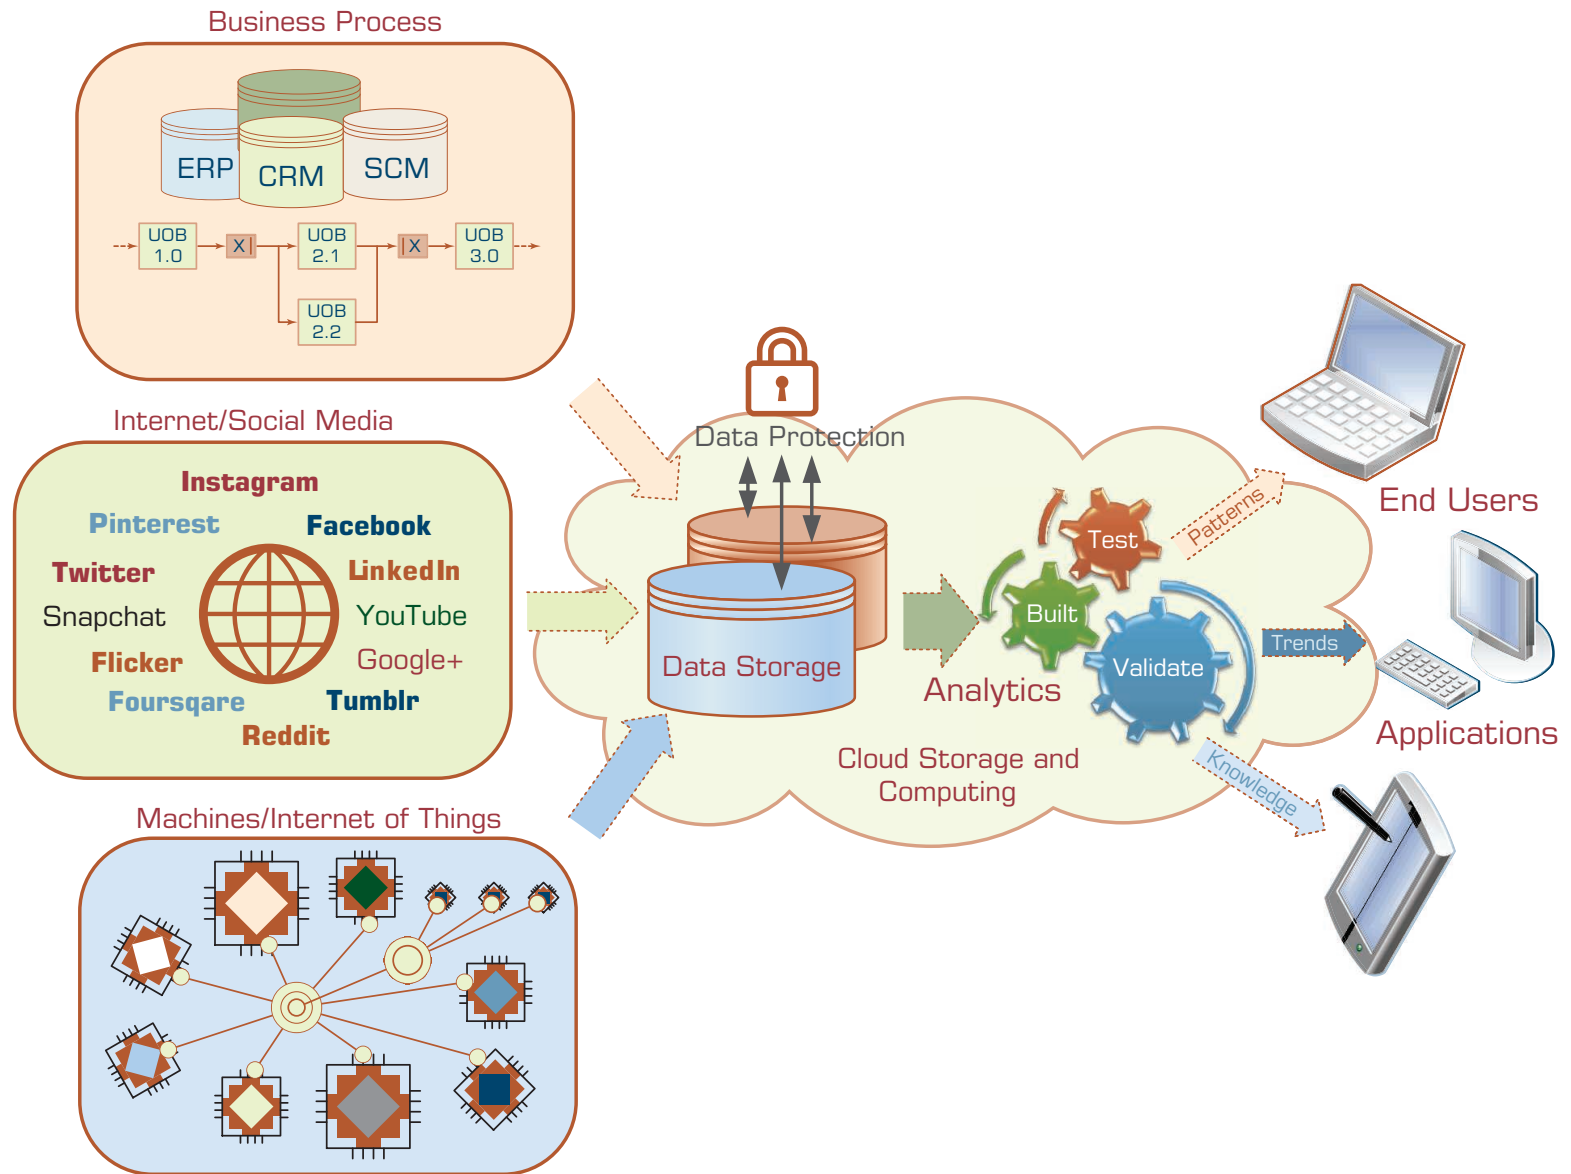 Business Process
ERP
CRM
SCM
UOB
1.0
X|
UOB
2.1
|X
UOB
3.0
UOB
2.2
Internet/Social Media
Instagram
Pinterest
Facebook
Twitter
LinkedIn
Snapchat
YouTube
Flicker
Google+
Foursqare
Tumblr
Reddit
Machines/Internet of Things
Data Protection
Data Storage
Analytics
Test
Built
Validate
Cloud Storage and
Computing
Patterns
Trends
Knowledge
End Users
Applications